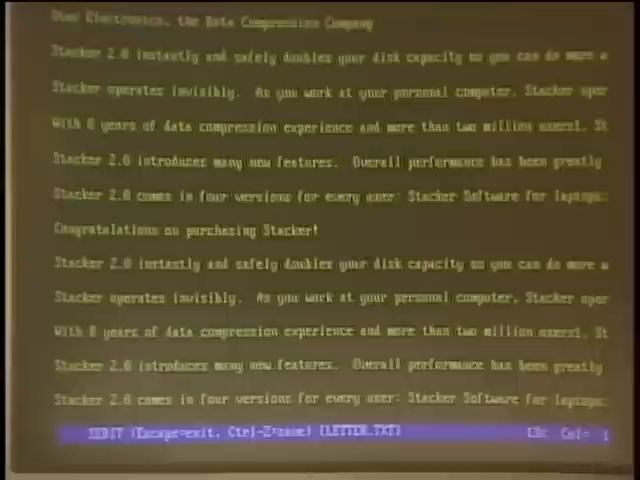 Stac Electronics, the Data Compression Company
Stacker 2.0 instantly and safely doubles your disk capacity so you can do more w
Stacker operates invisibly. As you work at your personal computer, Stacker oper
With 8 years of data compression experience and more than two million users!, St
Stacker 2.0 introduces many new features. Overall performance has been greatly
Stacker 2.0 comes in four versions for every user: Stacker Software for laptops:
Congratulations on purchasing Stacker!
Stacker 2.0 instantly and safely doubles your disk capacity so you can do more w
Stacker operates invisibly. As you work at your personal computer, Stacker oper
With 8 years of data compression experience and more than two million users!, St
Stacker 2.0 introduces many new features. Overall performance has been greatly
Stacker 2.0 comes in four versions for every user: Stacker Software for laptops:
(Escape=exit, Ctrl-Z=save) [LETTER.TXT] Col= 1